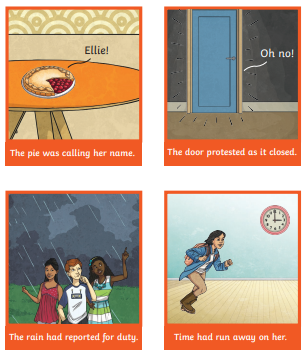 Ellie!
The pie was calling her name.
Oh no!
The door protested as it closed.
The rain had reported for duty.
Time had run away on her.